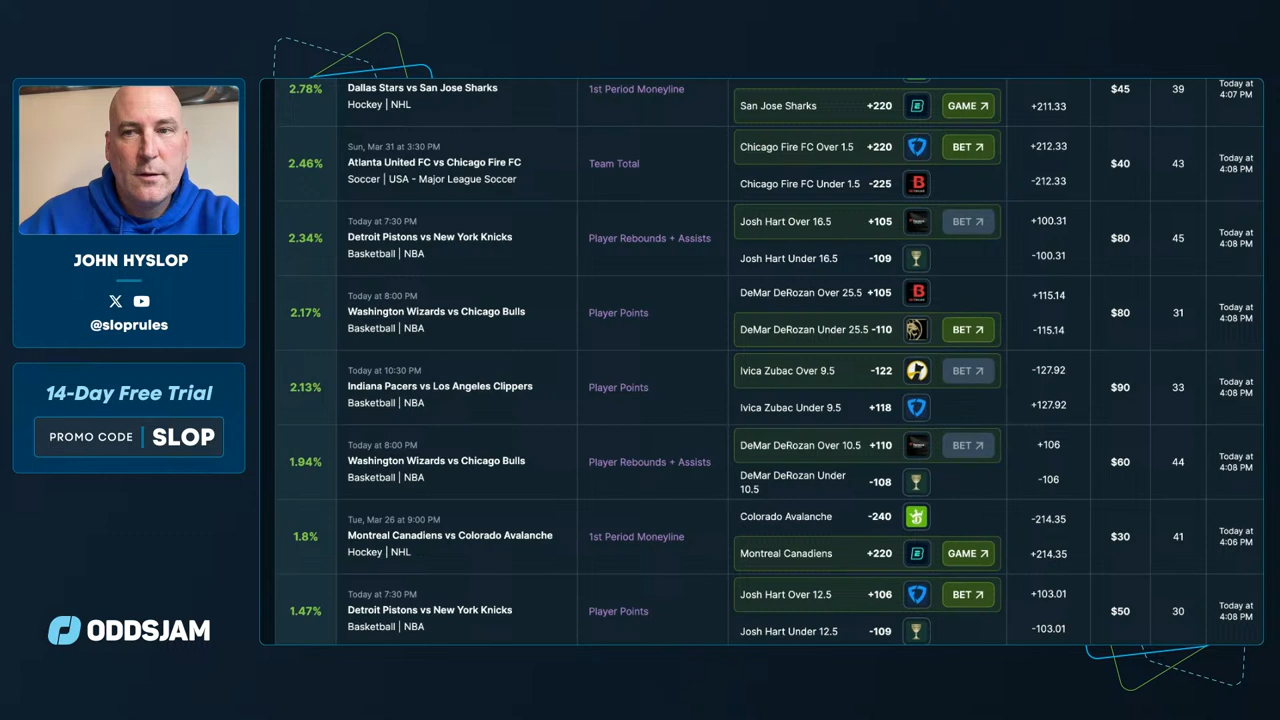 JOHN HYSLOP
@sloprules
14-Day Free Trial
PROMO CODE | SLOP
ODDSJAM
2.78%
Dallas Stars vs San Jose Sharks
Hockey | NHL
1st Period Moneyline
San Jose Sharks +220 GAME
+211.33
$45
39
Today at
4:07 PM
2.46%
Sun, Mar 31 at 3:30 PM
Atlanta United FC vs Chicago Fire FC
Soccer | USA - Major League Soccer
Team Total
Chicago Fire FC Over 1.5 +220 BET
Chicago Fire FC Under 1.5 -225
+212.33
-212.33
$40
43
Today at
4:08 PM
2.34%
Today at 7:30 PM
Detroit Pistons vs New York Knicks
Basketball | NBA
Player Rebounds + Assists
Josh Hart Over 16.5 +105 BET
Josh Hart Under 16.5 -109
+100.31
-100.31
$80
45
Today at
4:08 PM
2.17%
Today at 8:00 PM
Washington Wizards vs Chicago Bulls
Basketball | NBA
Player Points
DeMar DeRozan Over 25.5 +105
DeMar DeRozan Under 25.5 -110 BET
+115.14
-115.14
$80
31
Today at
4:08 PM
2.13%
Today at 10:30 PM
Indiana Pacers vs Los Angeles Clippers
Basketball | NBA
Player Points
Ivica Zubac Over 9.5 -122 BET
Ivica Zubac Under 9.5 +118
-127.92
+127.92
$90
33
Today at
4:08 PM
1.94%
Today at 8:00 PM
Washington Wizards vs Chicago Bulls
Basketball | NBA
Player Rebounds + Assists
DeMar DeRozan Over 10.5 +110 BET
DeMar DeRozan Under
10.5 -108
+106
-106
$60
44
Today at
4:08 PM
1.8%
Tue, Mar 26 at 9:00 PM
Montreal Canadiens vs Colorado Avalanche
Hockey | NHL
1st Period Moneyline
Colorado Avalanche -240
Montreal Canadiens +220 GAME
-214.35
+214.35
$30
41
Today at
4:06 PM
1.47%
Today at 7:30 PM
Detroit Pistons vs New York Knicks
Basketball | NBA
Player Points
Josh Hart Over 12.5 +106 BET
Josh Hart Under 12.5 -109
+103.01
-103.01
$50
30
Today at
4:08 PM